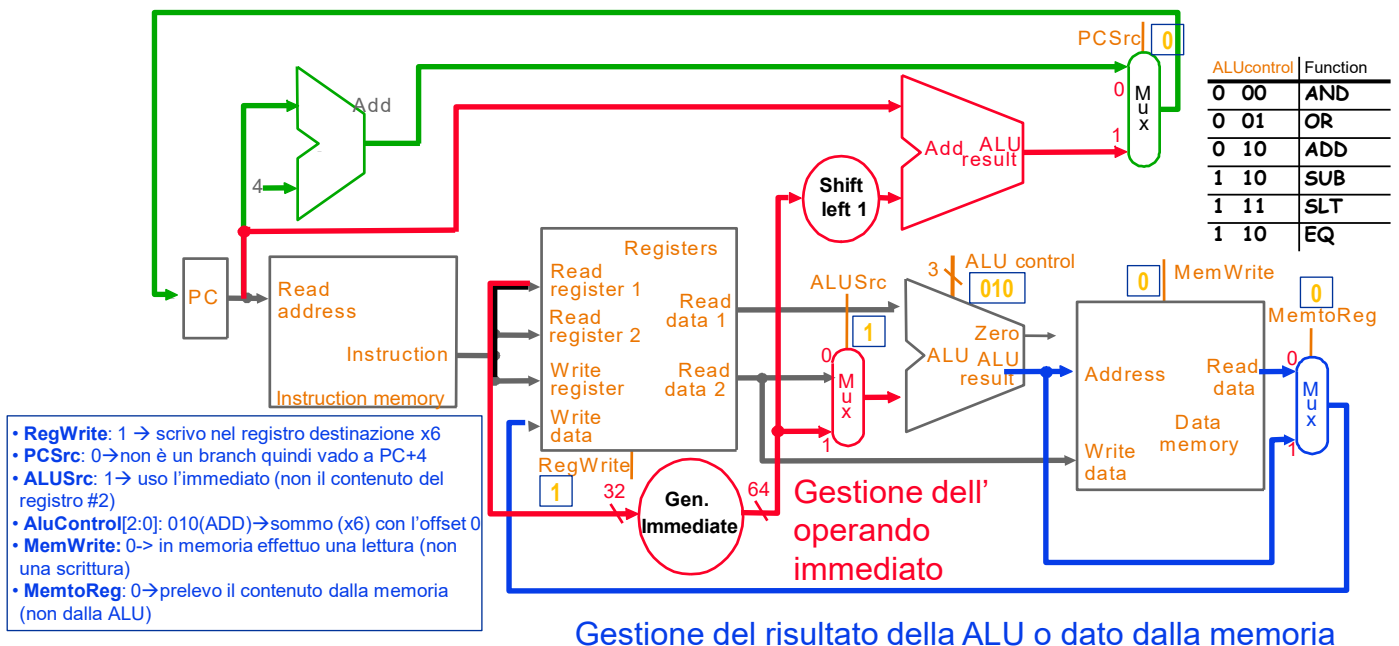 PCSrc
0
ALUcontrol Function
0 00 AND
0 01 OR
0 10 ADD
1 10 SUB
1 11 SLT
1 10 EQ
Add
4
0
1
Mux
Add ALU
result
Shift
left 1
PC
Read
address
Instruction
Instruction memory
Registers
Read
register 1
Read
register 2
Write
register
Write
data
Read
data 1
Read
data 2
RegWrite
1
32
Gen.
Immediate
64
ALUSrc
1
0
Mux
1
3
ALU control
010
Zero
ALU ALU
result
MemWrite
0
Address
Read
data
Data
memory
Write
data
0
MemtoReg
0
Mux
1
• RegWrite: 1 → scrivo nel registro destinazione x6
• PCSrc: 0→non è un branch quindi vado a PC+4
• ALUSrc: 1→ uso l’immediato (non il contenuto del
registro #2)
• AluControl[2:0]: 010(ADD)→sommo (x6) con l’offset 0
• MemWrite: 0-> in memoria effettuo una lettura (non
una scrittura)
• MemtoReg: 0→prelevo il contenuto dalla memoria
(non dalla ALU)
Gestione dell’
operando
immediato
Gestione del risultato della ALU o dato dalla memoria